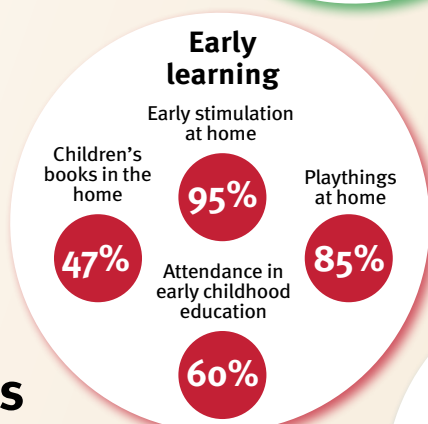 Early
learning
Early stimulation
at home
95%
Children's
books in the
home
47%
Playthings
at home
85%
Attendance in
early childhood
education
60%
s